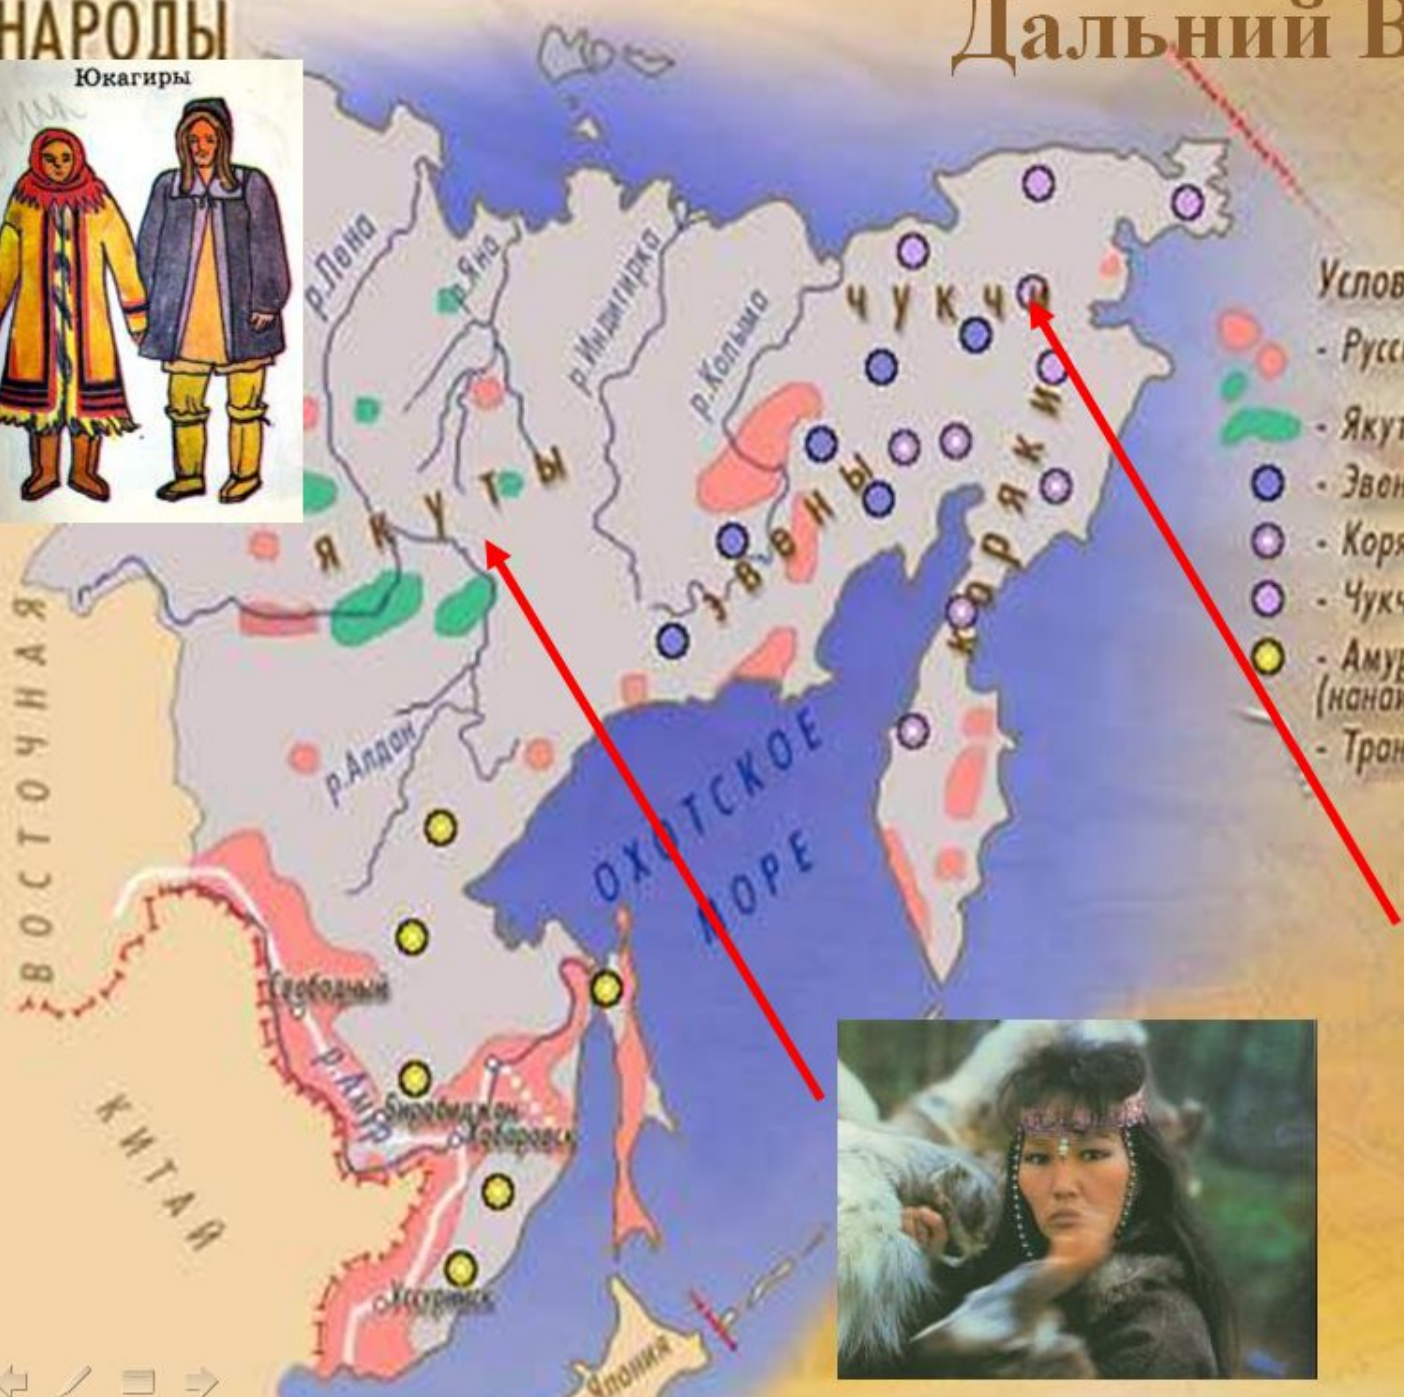 НАРОДЫ
Дальний В
Юкагиры
р.Лена
р.Яна
р.Индигирка
р.Колыма
ЧУКЧИ
Услов
- Русс
- Якут
- Эвен
- Коря
- Чукч
- Амур
(нанай
- Тран
ЯКУТЫ
ЭВЕНЫ
КОРЯКИ
ВОСТОЧНАЯ
р.Алдан
ОХОТСКОЕ
МОРЕ
Свободный
р.Амур
Биробиджан
Хабаровск
КИТАЙ
Уссурийск
Япония